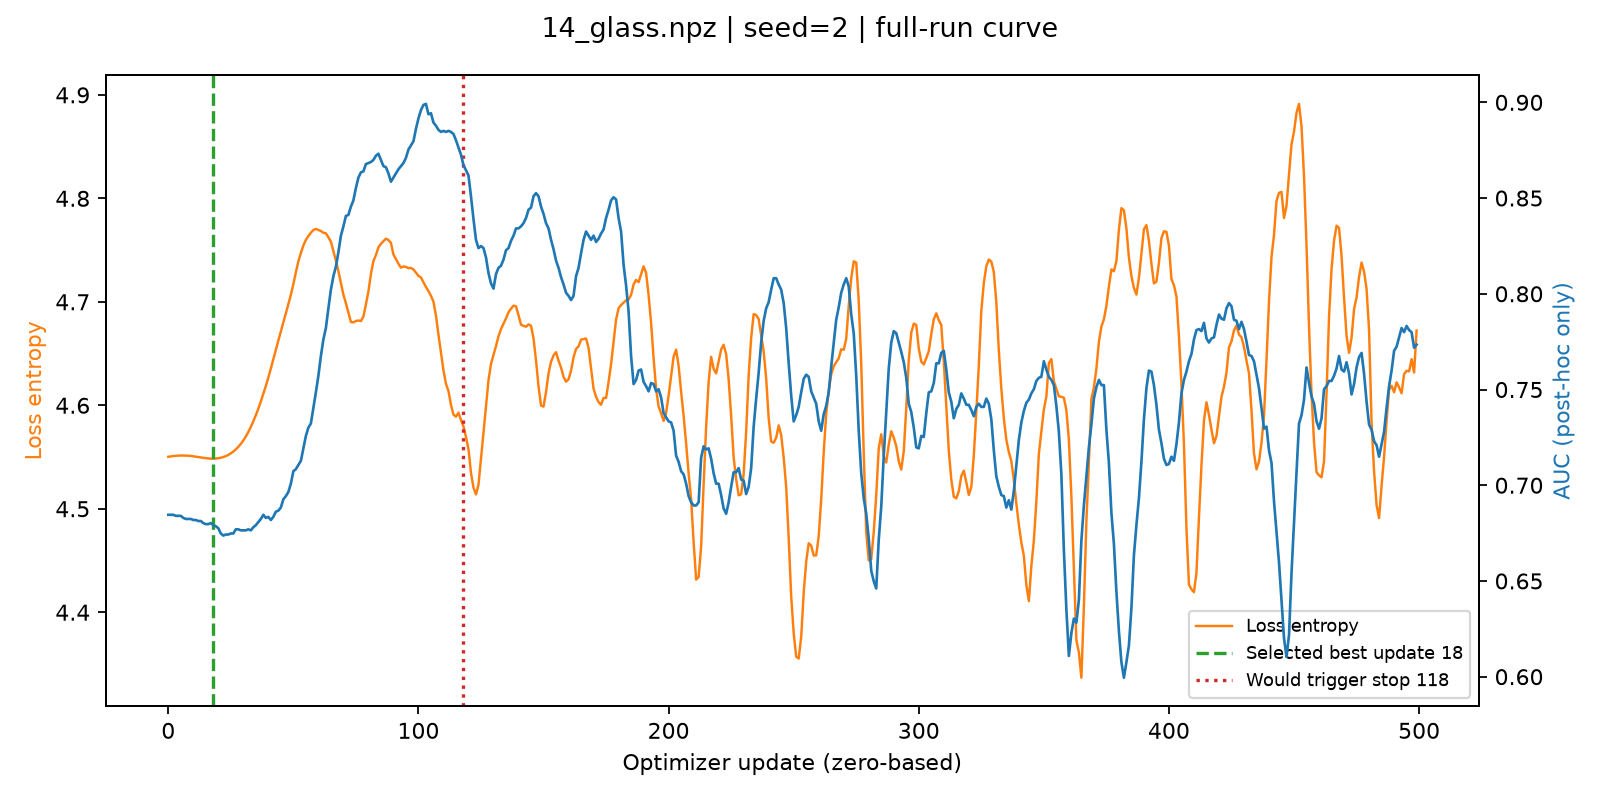 14_glass.npz | seed=2 | full-run curve
4.9
4.8
4.7
4.6
4.5
4.4
Loss entropy
0.90
0.85
0.80
0.75
0.70
0.65
0.60
AUC (post-hoc only)
Loss entropy
Selected best update 18
Would trigger stop 118
0 100 200 300 400 500
Optimizer update (zero-based)